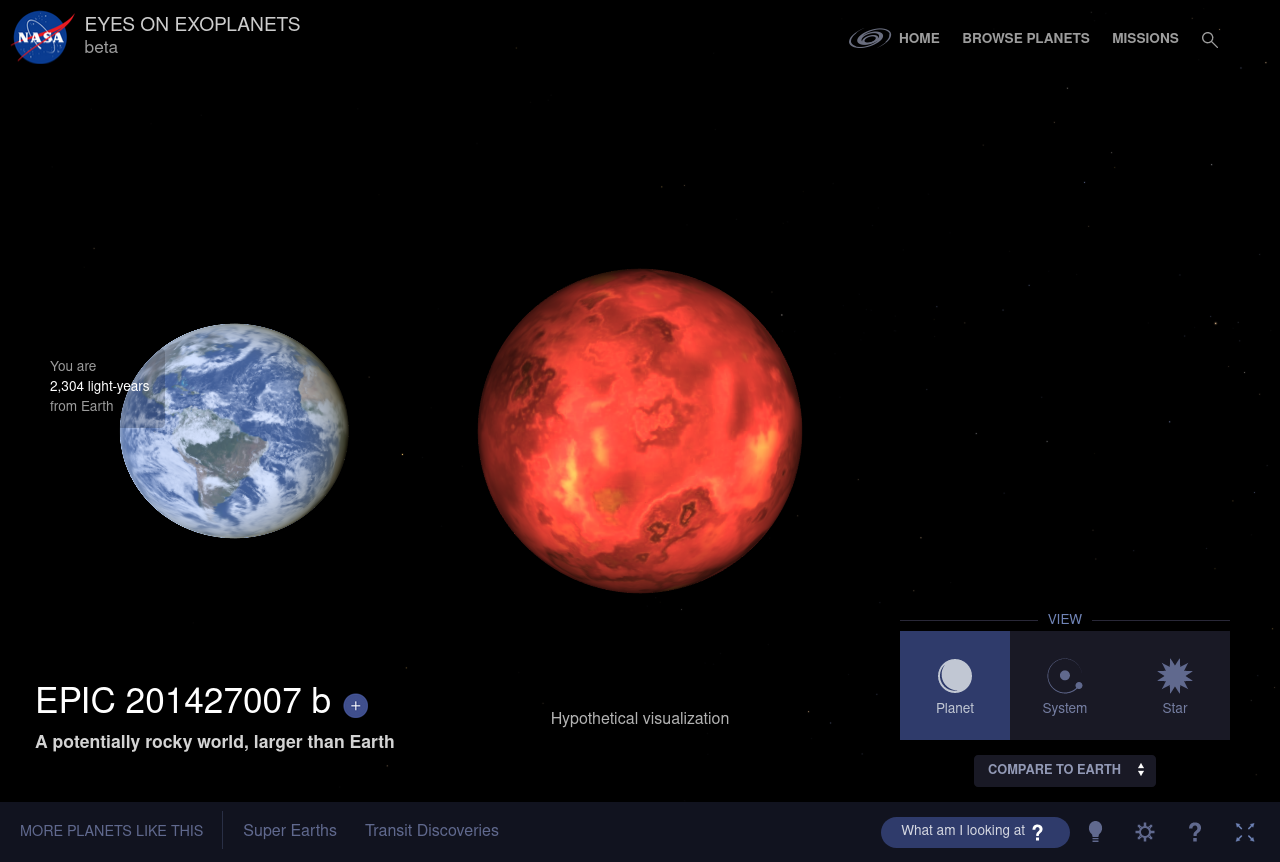 NASA
EYES ON EXOPLANETS
beta
HOME
BROWSE PLANETS
MISSIONS
You are
2,304 light-years
from Earth
EPIC 201427007 b +
A potentially rocky world, larger than Earth
Hypothetical visualization
VIEW
Planet
System
Star
COMPARE TO EARTH
MORE PLANETS LIKE THIS
Super Earths
Transit Discoveries
What am I looking at ?
?